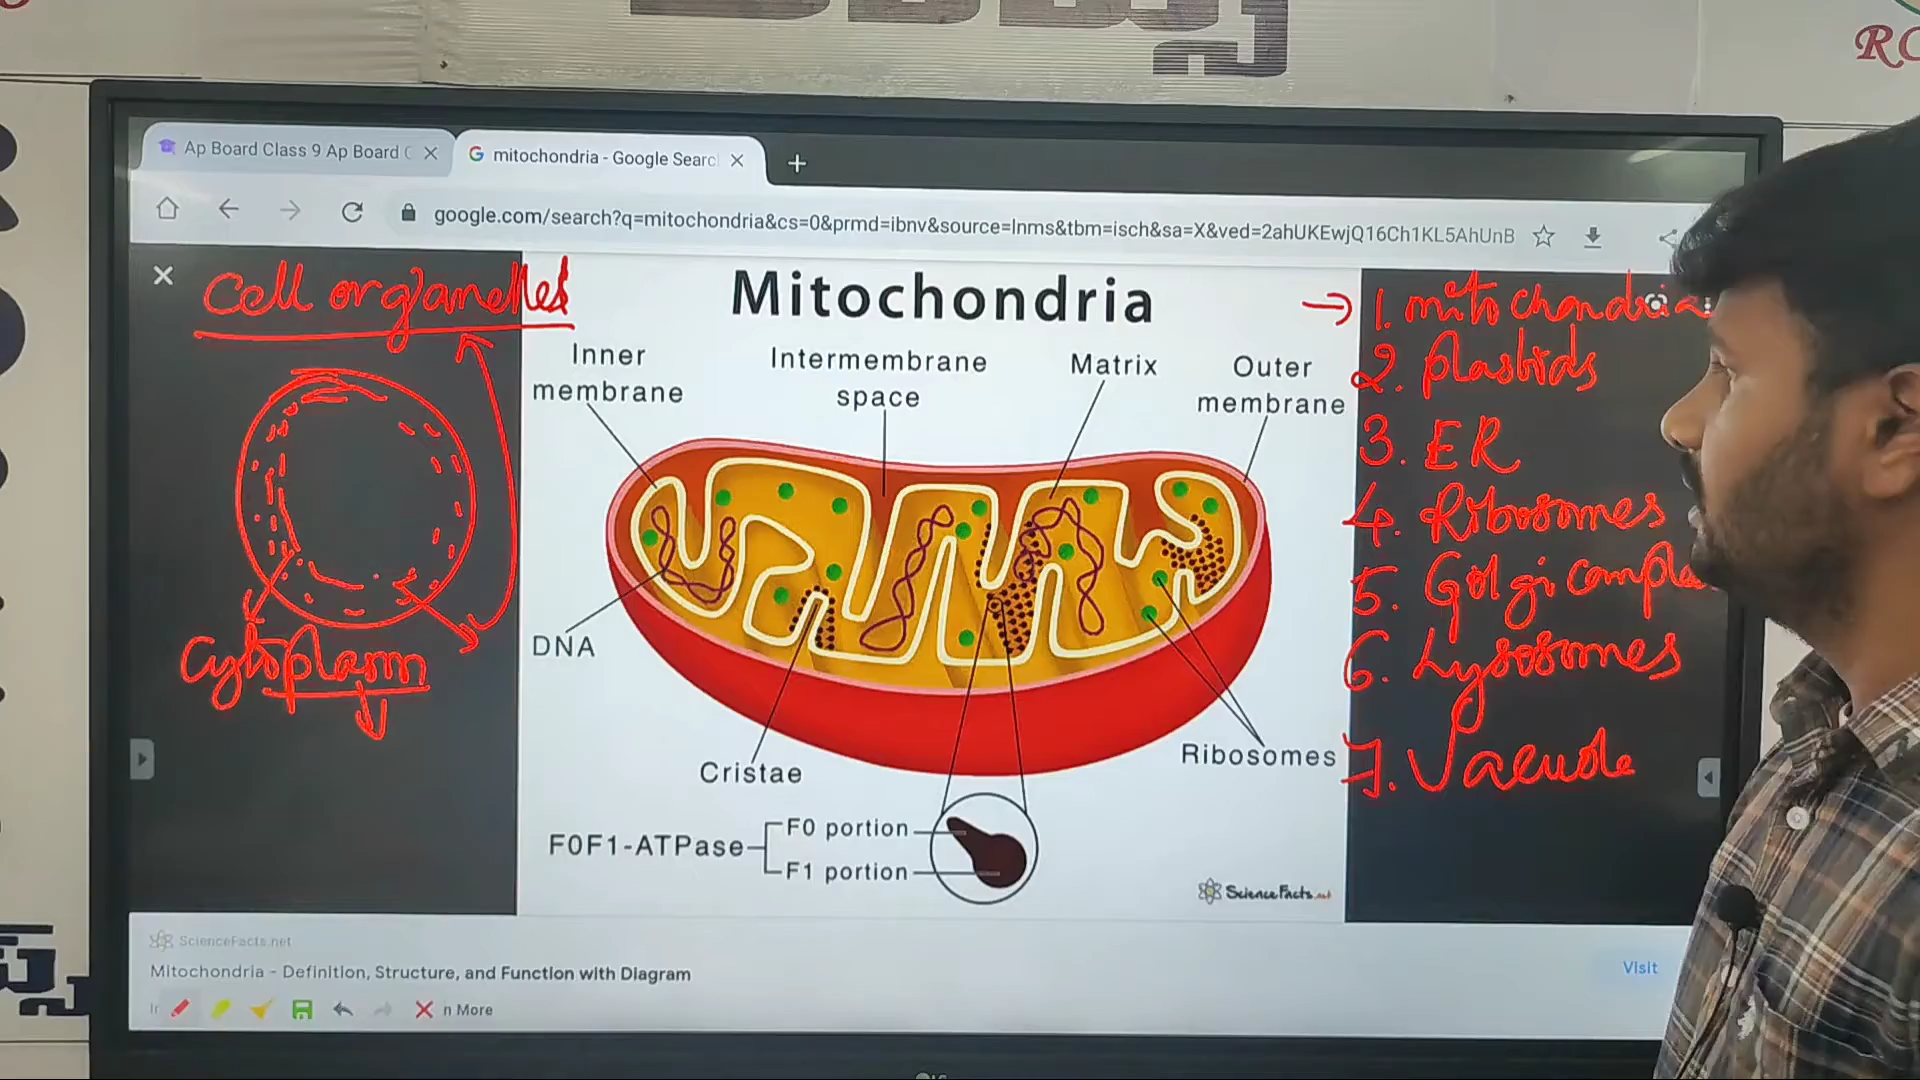 RC
Ap Board Class 9 Ap Board C
mitochondria - Google Searc
google.com/search?q=mitochondria&cs=0&prmd=ibnv&source=lnms&tbm=isch&sa=X&ved=2ahUKEwjQ16Ch1KL5AhUnB
Cell organelles
Cytoplasm
Mitochondria
Inner membrane
Intermembrane space
Matrix
Outer membrane
DNA
Cristae
Ribosomes
F0F1-ATPase
F0 portion
F1 portion
ScienceFacts.net
→ 1. mitochondria
2. plastids
3. ER
4. Ribosomes
5. Golgi comple
6. Lysosomes
7. Vacuole
ScienceFacts.net
Mitochondria - Definition, Structure, and Function with Diagram
Visit
n More